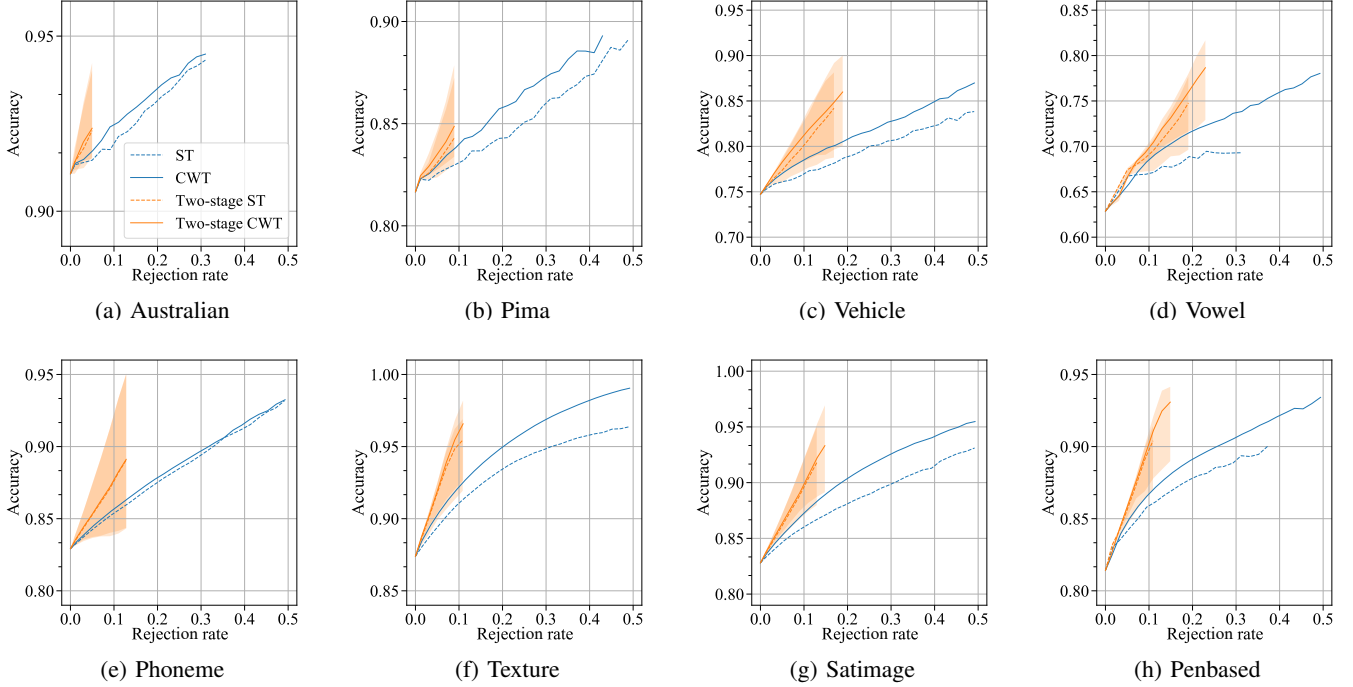 0.95
0.90
Accuracy
ST
CWT
Two-stage ST
Two-stage CWT
0.0 0.1 0.2 0.3 0.4 0.5
Rejection rate
(a) Australian
0.90
0.85
0.80
Accuracy
0.0 0.1 0.2 0.3 0.4 0.5
Rejection rate
(b) Pima
0.95
0.90
0.85
0.80
0.75
0.70
Accuracy
0.0 0.1 0.2 0.3 0.4 0.5
Rejection rate
(c) Vehicle
0.85
0.80
0.75
0.70
0.65
0.60
Accuracy
0.0 0.1 0.2 0.3 0.4 0.5
Rejection rate
(d) Vowel
0.95
0.90
0.85
0.80
Accuracy
0.0 0.1 0.2 0.3 0.4 0.5
Rejection rate
(e) Phoneme
1.00
0.95
0.90
0.85
Accuracy
0.0 0.1 0.2 0.3 0.4 0.5
Rejection rate
(f) Texture
1.00
0.95
0.90
0.85
0.80
Accuracy
0.0 0.1 0.2 0.3 0.4 0.5
Rejection rate
(g) Satimage
0.95
0.90
0.85
0.80
Accuracy
0.0 0.1 0.2 0.3 0.4 0.5
Rejection rate
(h) Penbased